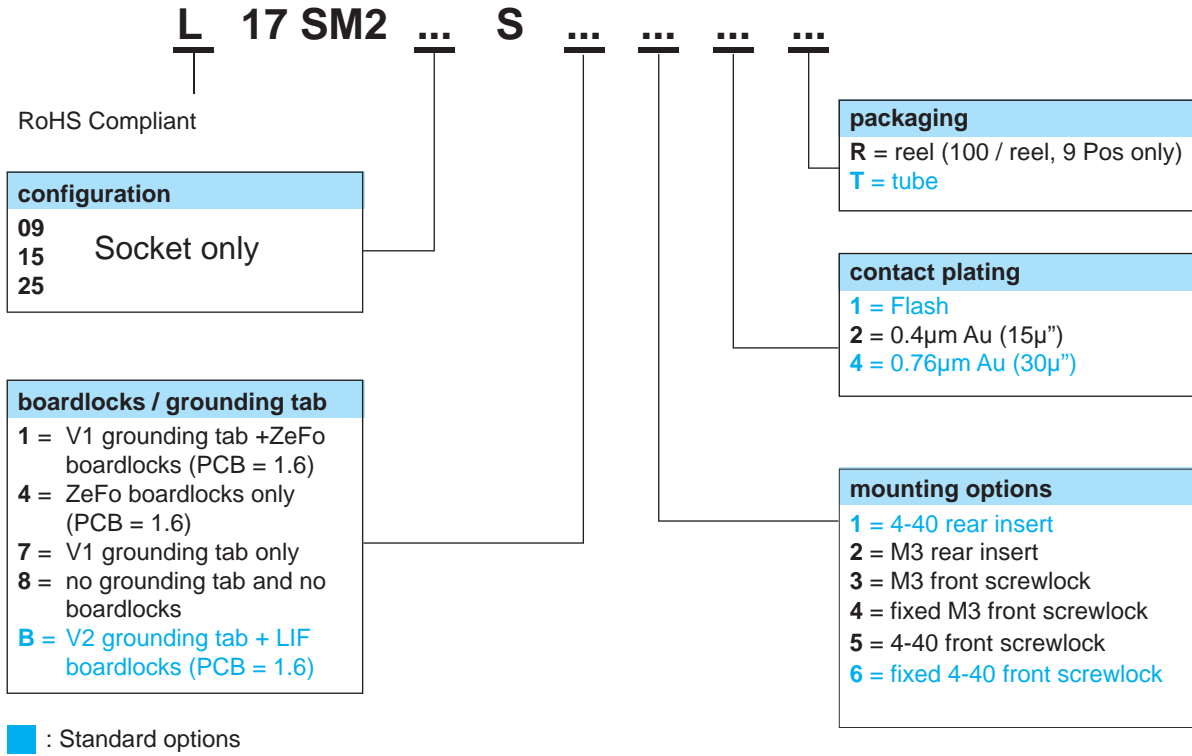 L 17 SM2 ... S ... ... ... ...
RoHS Compliant
configuration
09
15
25
Socket only
boardlocks / grounding tab
1 = V1 grounding tab +ZeFo
boardlocks (PCB = 1.6)
4 = ZeFo boardlocks only
(PCB = 1.6)
7 = V1 grounding tab only
8 = no grounding tab and no
boardlocks
B = V2 grounding tab + LIF
boardlocks (PCB = 1.6)
: Standard options
packaging
R = reel (100 / reel, 9 Pos only)
T = tube
contact plating
1 = Flash
2 = 0.4µm Au (15µ”)
4 = 0.76µm Au (30µ”)
mounting options
1 = 4-40 rear insert
2 = M3 rear insert
3 = M3 front screwlock
4 = fixed M3 front screwlock
5 = 4-40 front screwlock
6 = fixed 4-40 front screwlock